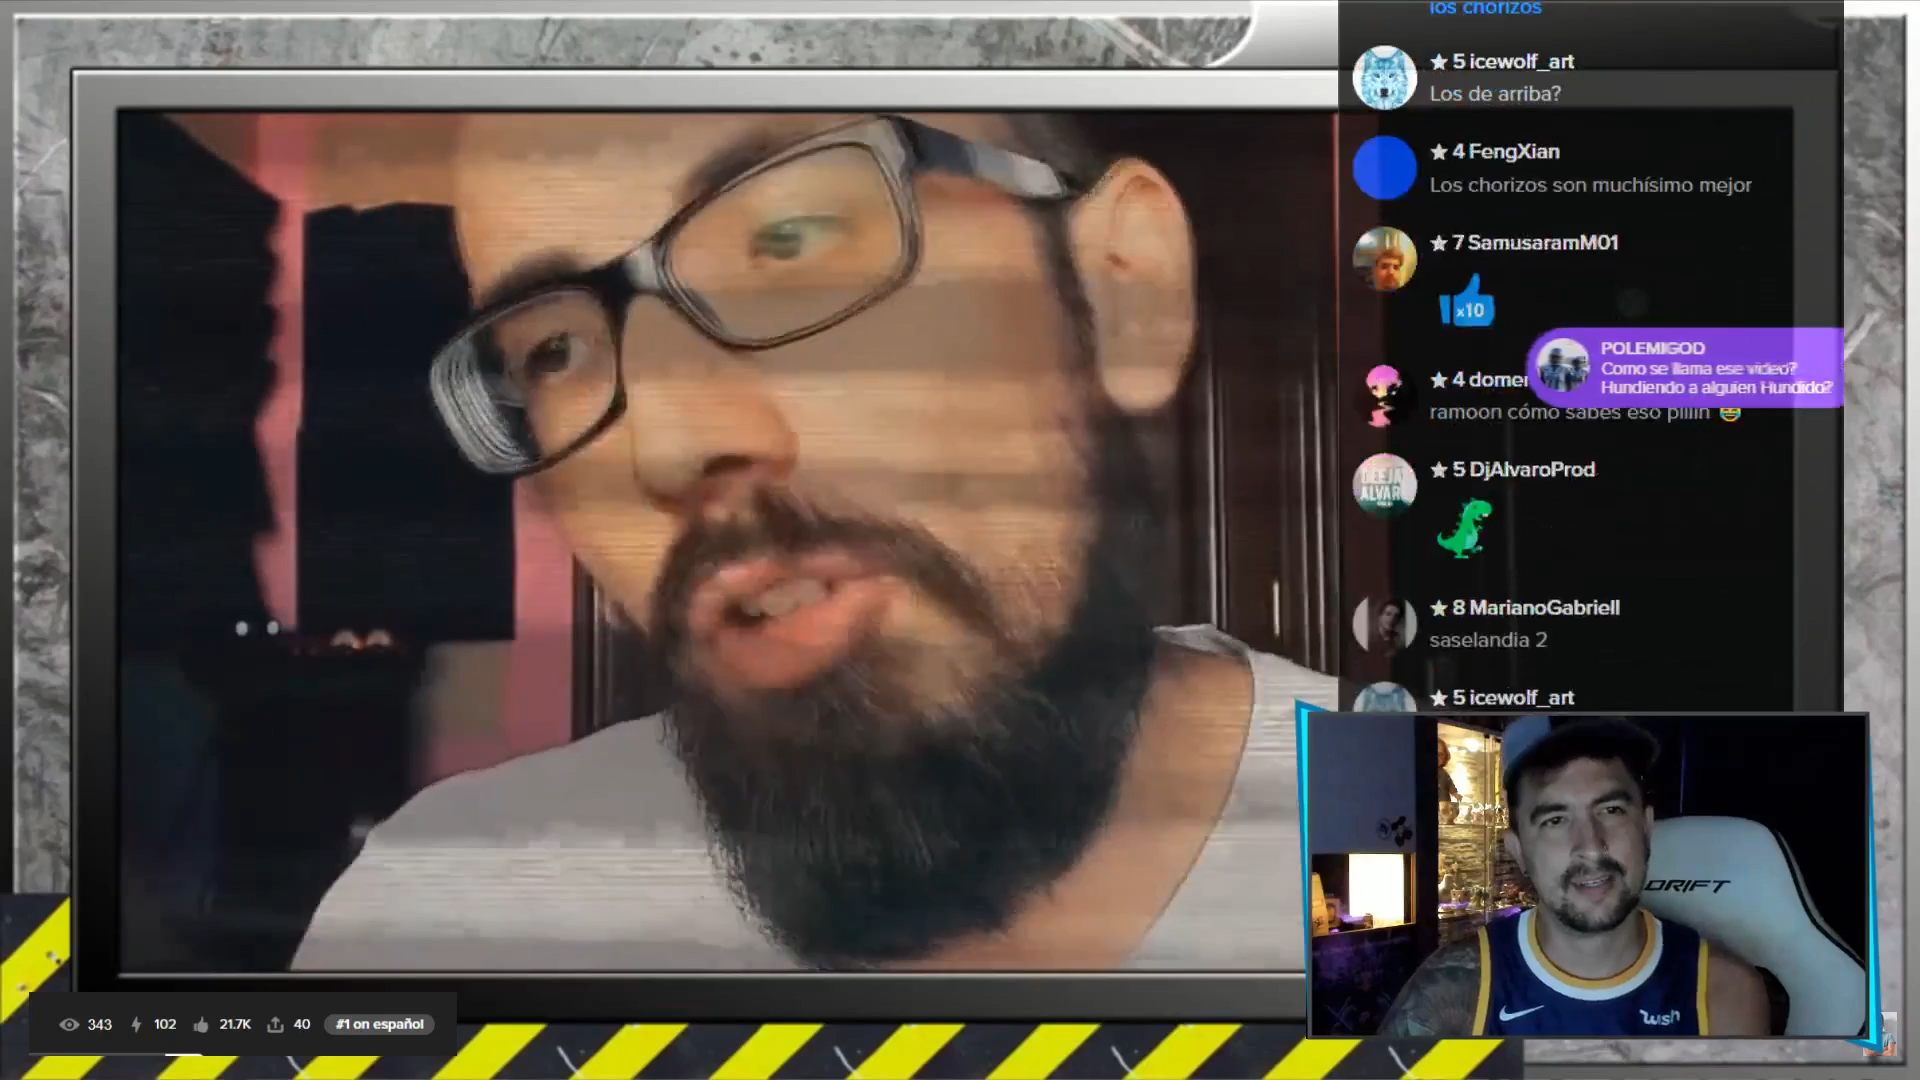 los chorizos
★ 5 icewolf_art
Los de arriba?
★ 4 FengXian
Los chorizos son muchísimo mejor
★ 7 SamusaramM01
x10
POLEMIGOD
Como se llama ese video?
Hundiendo a alguien Hundido?
★ 4 domer
ramoon cómo sabes eso pillin 😅
★ 5 DjAlvaroProd
DEEJA
ALVAR
★ 8 MarianoGabriell
saselandia 2
★ 5 icewolf_art
DRIFT
wish
343 102 21.7K 40 #1 on español